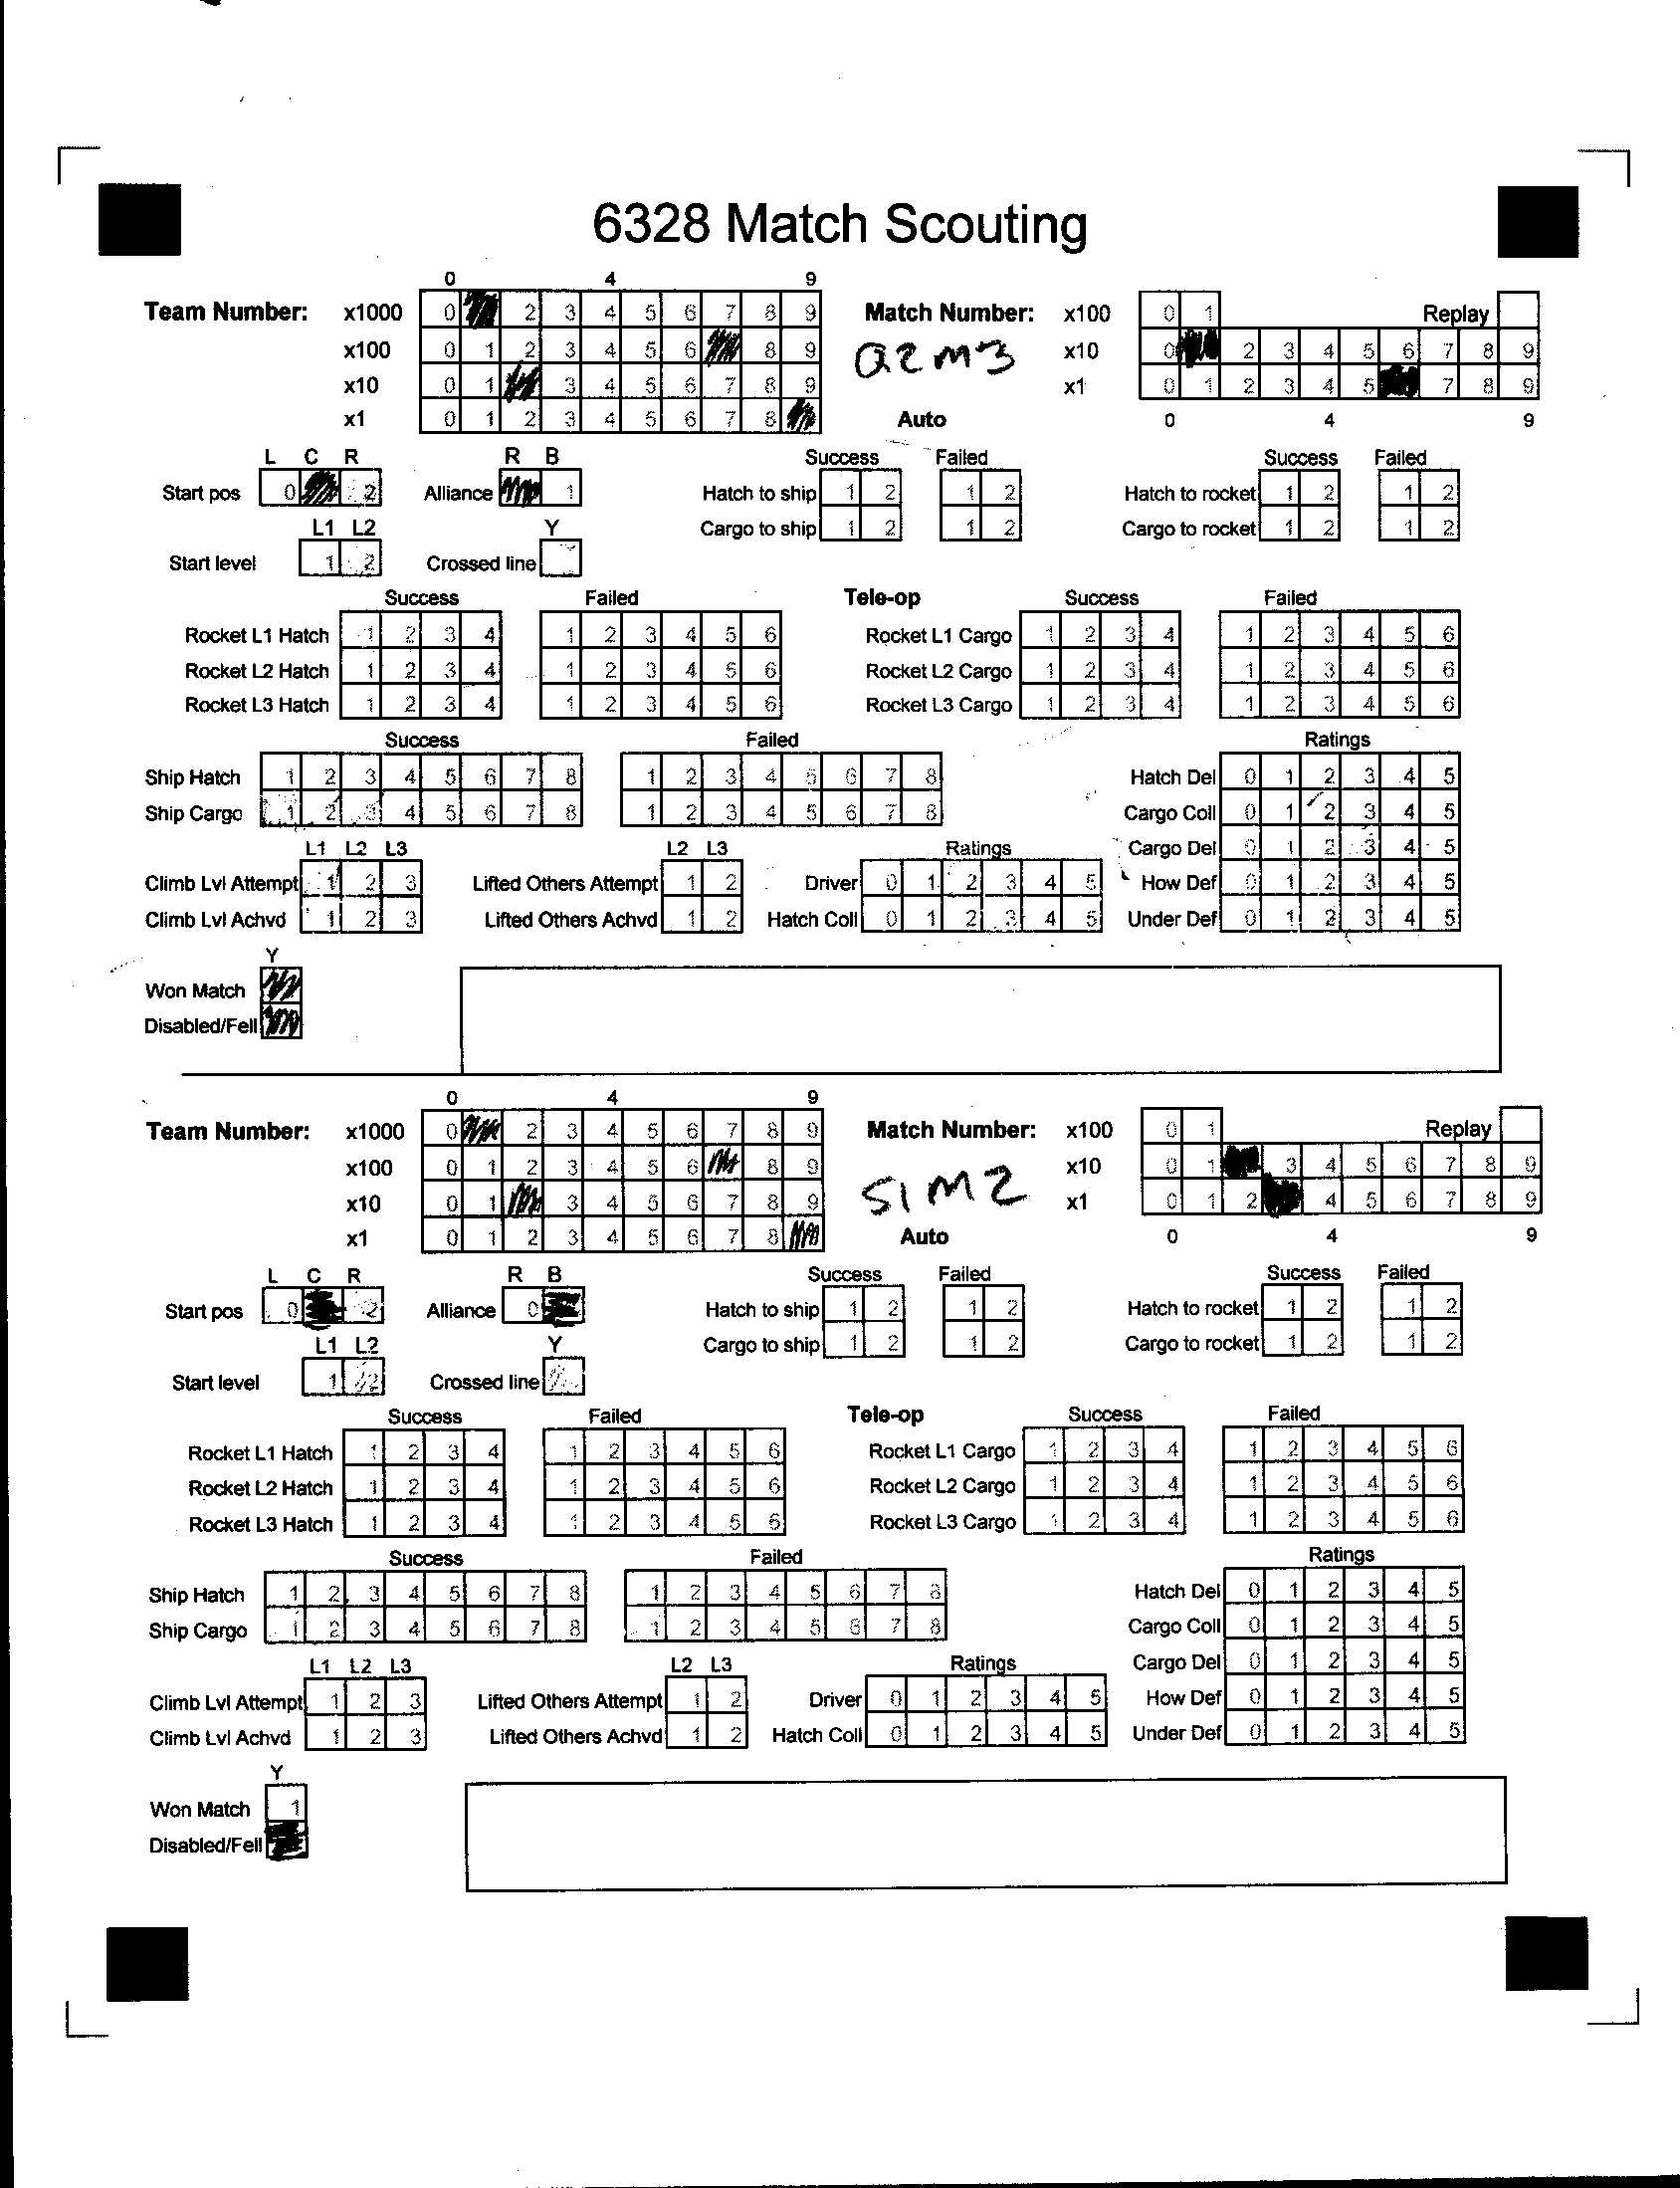 6328 Match Scouting
0 4 9
Team Number: x1000 0 2 3 4 5 6 7 8 9 Match Number: x100 0 1 Replay
x100 0 1 2 3 4 5 6 8 9 Q2M3 x10 0 2 3 4 5 6 7 8 9
x10 0 1 3 4 5 6 7 8 9 x1 0 1 2 3 4 5 7 8 9
x1 0 1 2 3 4 5 6 7 8 Auto 0 4 9
L C R R B Success Failed Success Failed
Start pos 0 2 Alliance 1 Hatch to ship 1 2 1 2 Hatch to rocket 1 2 1 2
L1 L2 Y Cargo to ship 1 2 1 2 Cargo to rocket 1 2 1 2
Start level 1 2 Crossed line
Success Failed Tele-op Success Failed
Rocket L1 Hatch 1 2 3 4 1 2 3 4 5 6 Rocket L1 Cargo 1 2 3 4 1 2 3 4 5 6
Rocket L2 Hatch 1 2 3 4 1 2 3 4 5 6 Rocket L2 Cargo 1 2 3 4 1 2 3 4 5 6
Rocket L3 Hatch 1 2 3 4 1 2 3 4 5 6 Rocket L3 Cargo 1 2 3 4 1 2 3 4 5 6
Success Failed Ratings
Ship Hatch 1 2 3 4 5 6 7 8 1 2 3 4 5 6 7 8 Hatch Del 0 1 2 3 4 5
Ship Cargo 1 2 3 4 5 6 7 8 1 2 3 4 5 6 7 8 Cargo Coll 0 1 2 3 4 5
L1 L2 L3 L2 L3 Ratings Cargo Del 0 1 2 3 4 5
Climb Lvl Attempt 1 2 3 Lifted Others Attempt 1 2 Driver 0 1 2 3 4 5 How Def 0 1 2 3 4 5
Climb Lvl Achvd 1 2 3 Lifted Others Achvd 1 2 Hatch Coll 0 1 2 3 4 5 Under Def 0 1 2 3 4 5
Y
Won Match
Disabled/Fell
0 4 9
Team Number: x1000 0 2 3 4 5 6 7 8 9 Match Number: x100 0 1 Replay
x100 0 1 2 3 4 5 6 8 9 S1M2 x10 0 1 3 4 5 6 7 8 9
x10 0 1 3 4 5 6 7 8 9 x1 0 1 2 4 5 6 7 8 9
x1 0 1 2 3 4 5 6 7 8 Auto 0 4 9
L C R R B Success Failed Success Failed
Start pos 0 2 Alliance 0 Hatch to ship 1 2 1 2 Hatch to rocket 1 2 1 2
L1 L2 Y Cargo to ship 1 2 1 2 Cargo to rocket 1 2 1 2
Start level 1 2 Crossed line
Success Failed Tele-op Success Failed
Rocket L1 Hatch 1 2 3 4 1 2 3 4 5 6 Rocket L1 Cargo 1 2 3 4 1 2 3 4 5 6
Rocket L2 Hatch 1 2 3 4 1 2 3 4 5 6 Rocket L2 Cargo 1 2 3 4 1 2 3 4 5 6
Rocket L3 Hatch 1 2 3 4 1 2 3 4 5 6 Rocket L3 Cargo 1 2 3 4 1 2 3 4 5 6
Success Failed Ratings
Ship Hatch 1 2 3 4 5 6 7 8 1 2 3 4 5 6 7 8 Hatch Del 0 1 2 3 4 5
Ship Cargo 1 2 3 4 5 6 7 8 1 2 3 4 5 6 7 8 Cargo Coll 0 1 2 3 4 5
L1 L2 L3 L2 L3 Ratings Cargo Del 0 1 2 3 4 5
Climb Lvl Attempt 1 2 3 Lifted Others Attempt 1 2 Driver 0 1 2 3 4 5 How Def 0 1 2 3 4 5
Climb Lvl Achvd 1 2 3 Lifted Others Achvd 1 2 Hatch Coll 0 1 2 3 4 5 Under Def 0 1 2 3 4 5
Y
Won Match 1
Disabled/Fell